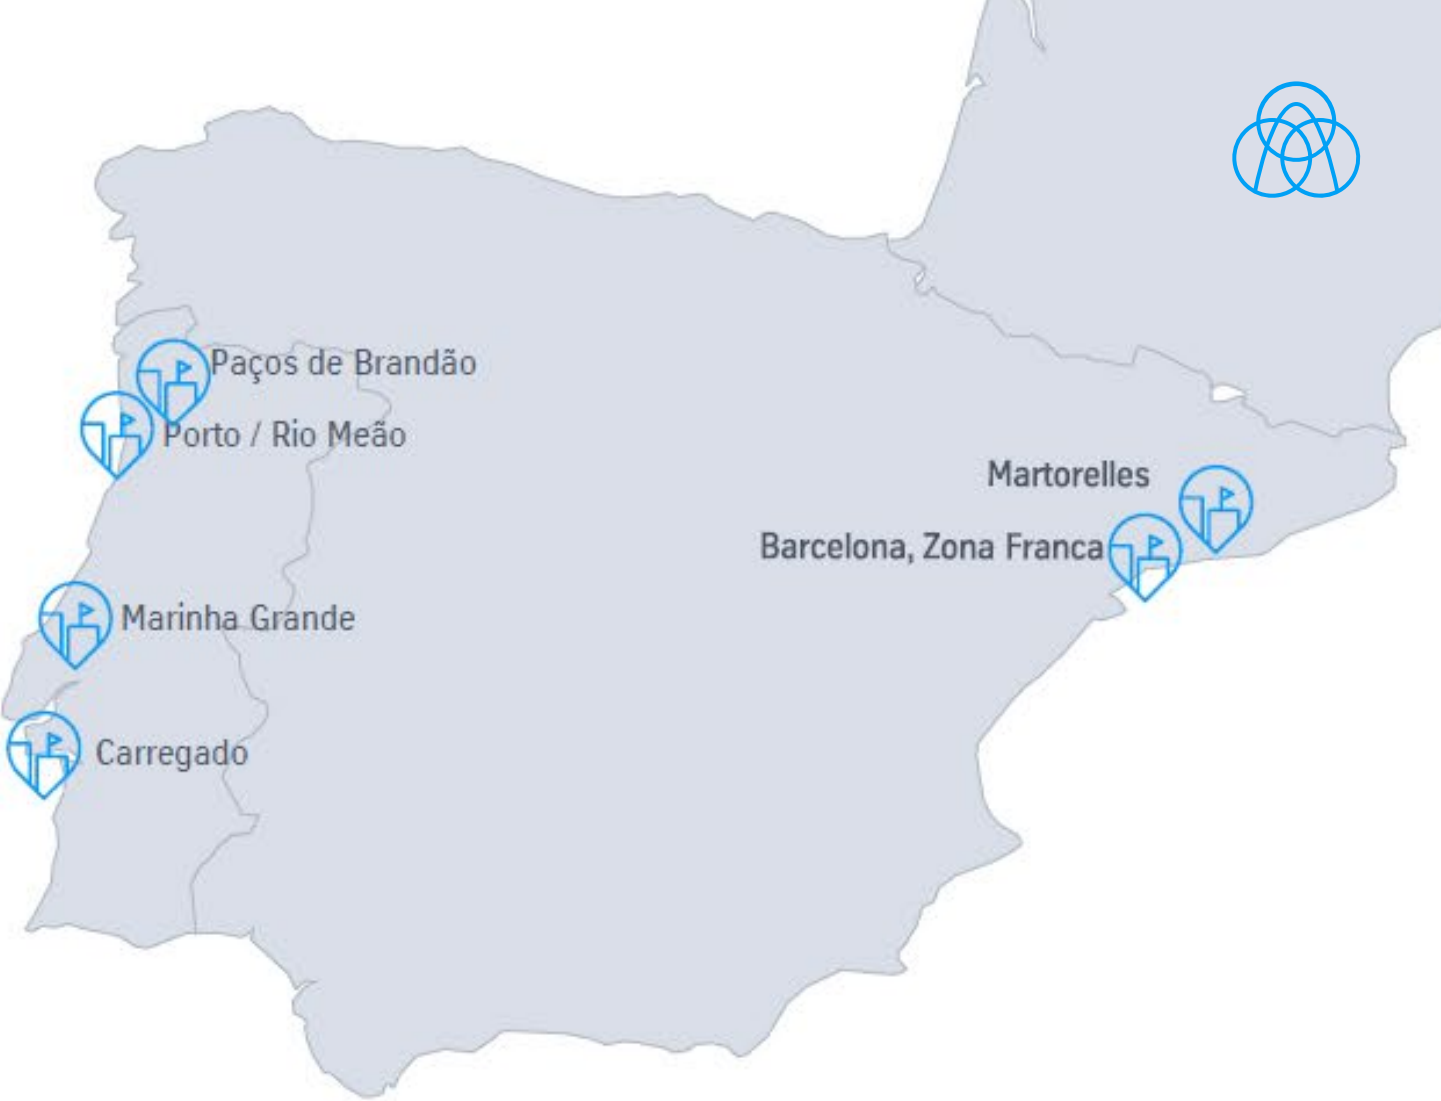 Paços de Brandão
Porto / Rio Meão
Martorelles
Barcelona, Zona Franca
Marinha Grande
Carregado